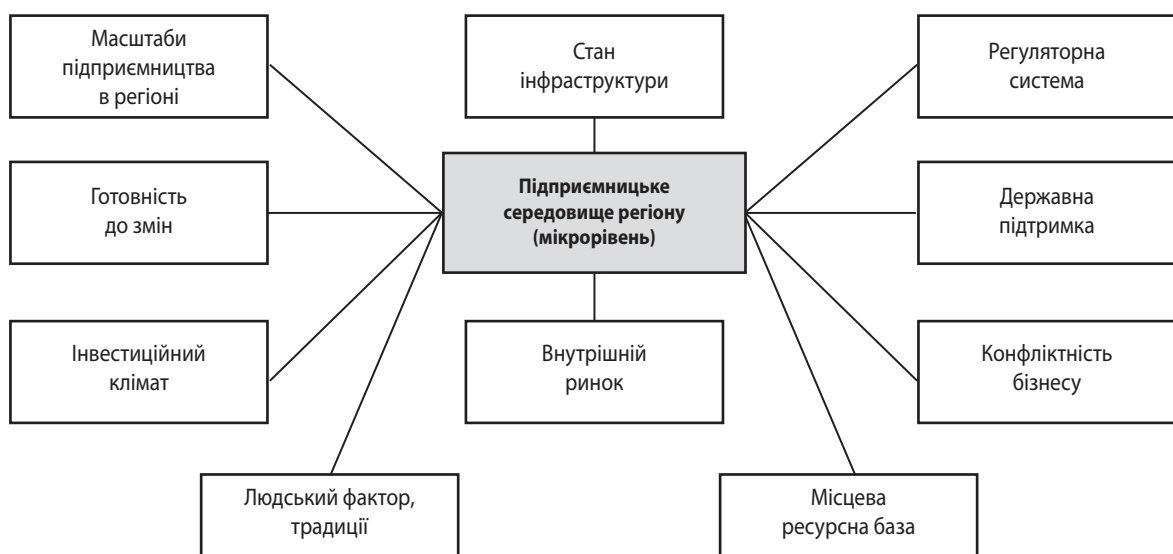 Масштаби
підприємництва
в регіоні
Стан
інфраструктури
Регуляторна
система
Готовність
до змін
Підприємницьке
середовище регіону
(мікрорівень)
Державна
підтримка
Інвестиційний
клімат
Внутрішній
ринок
Конфліктність
бізнесу
Людський фактор,
традиції
Місцева
ресурсна база